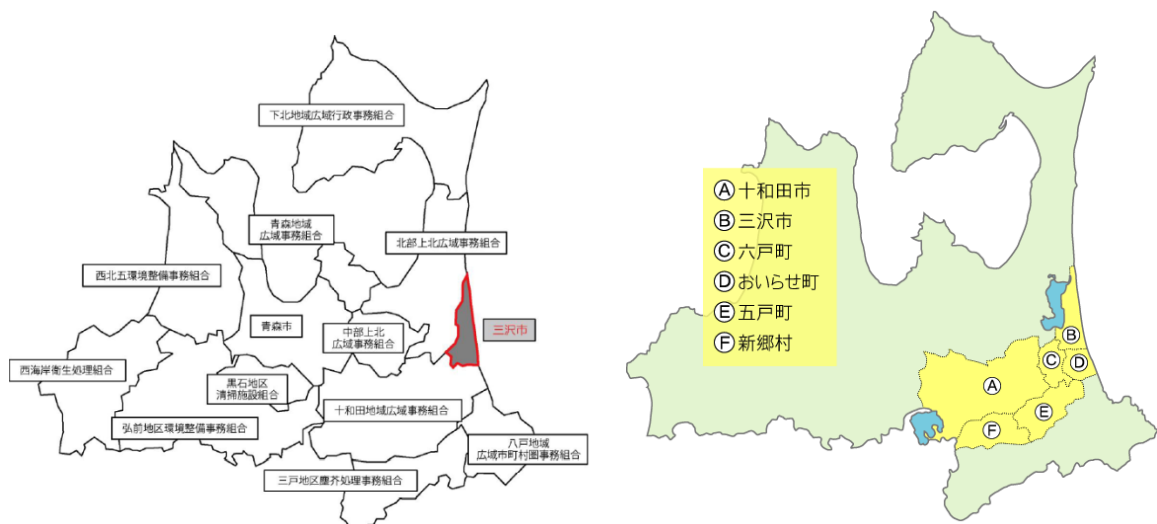 下北地域広域行政事務組合
青森地域
広域事務組合
北部上北広域事務組合
西北五環境整備事務組合
青森市
中部上北
広域事務組合
三沢市
西海岸衛生処理組合
黒石地区
清掃施設組合
十和田地域広域事務組合
弘前地区環境整備事務組合
八戸地域
広域市町村圏事務組合
三戸地区塵芥処理事務組合
Ⓐ十和田市
Ⓑ三沢市
Ⓒ六戸町
Ⓓおいらせ町
Ⓔ五戸町
Ⓕ新郷村
Ⓑ
Ⓒ
Ⓓ
Ⓐ
Ⓔ
Ⓕ